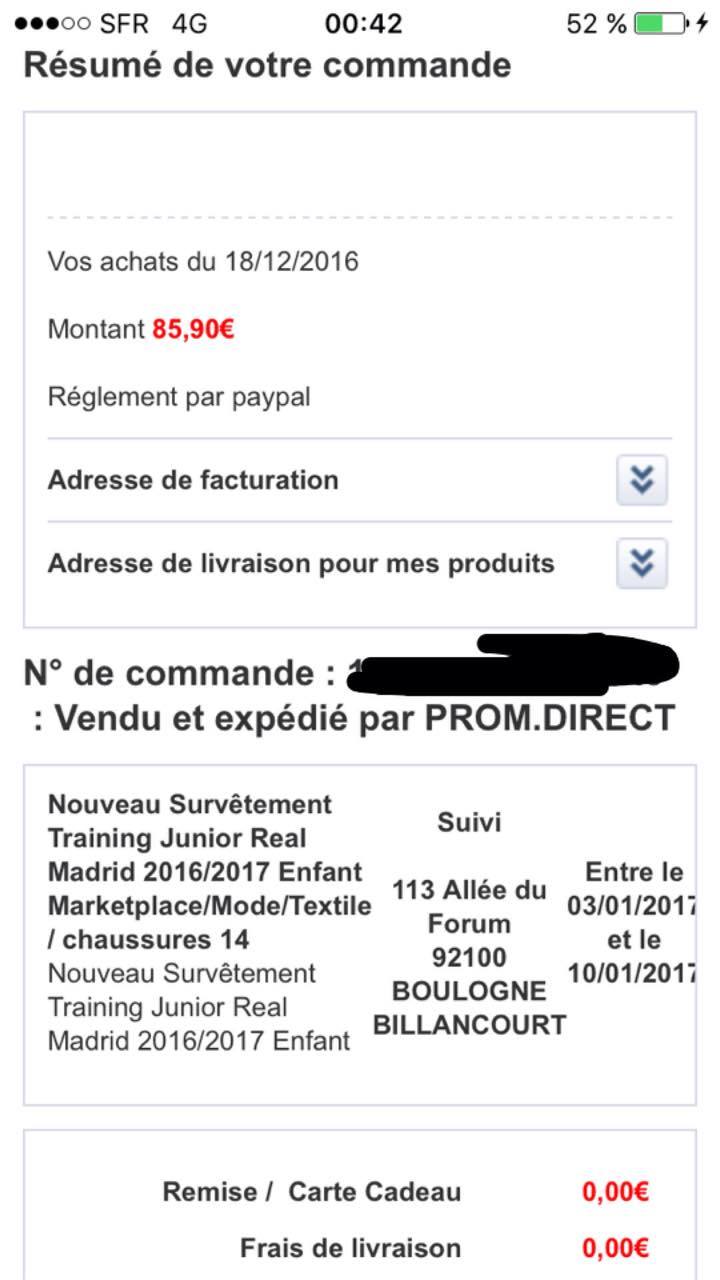 SFR 4G 00:42 52 %
Résumé de votre commande
Vos achats du 18/12/2016
Montant 85,90€
Réglement par paypal
Adresse de facturation
Adresse de livraison pour mes produits
N° de commande :
: Vendu et expédié par PROM.DIRECT
Nouveau Survêtement
Training Junior Real
Madrid 2016/2017 Enfant
Marketplace/Mode/Textile
/ chaussures 14
Nouveau Survêtement
Training Junior Real
Madrid 2016/2017 Enfant
Suivi
113 Allée du
Forum
92100
BOULOGNE
BILLANCOURT
Entre le
03/01/2017
et le
10/01/2017
Remise / Carte Cadeau 0,00€
Frais de livraison 0,00€